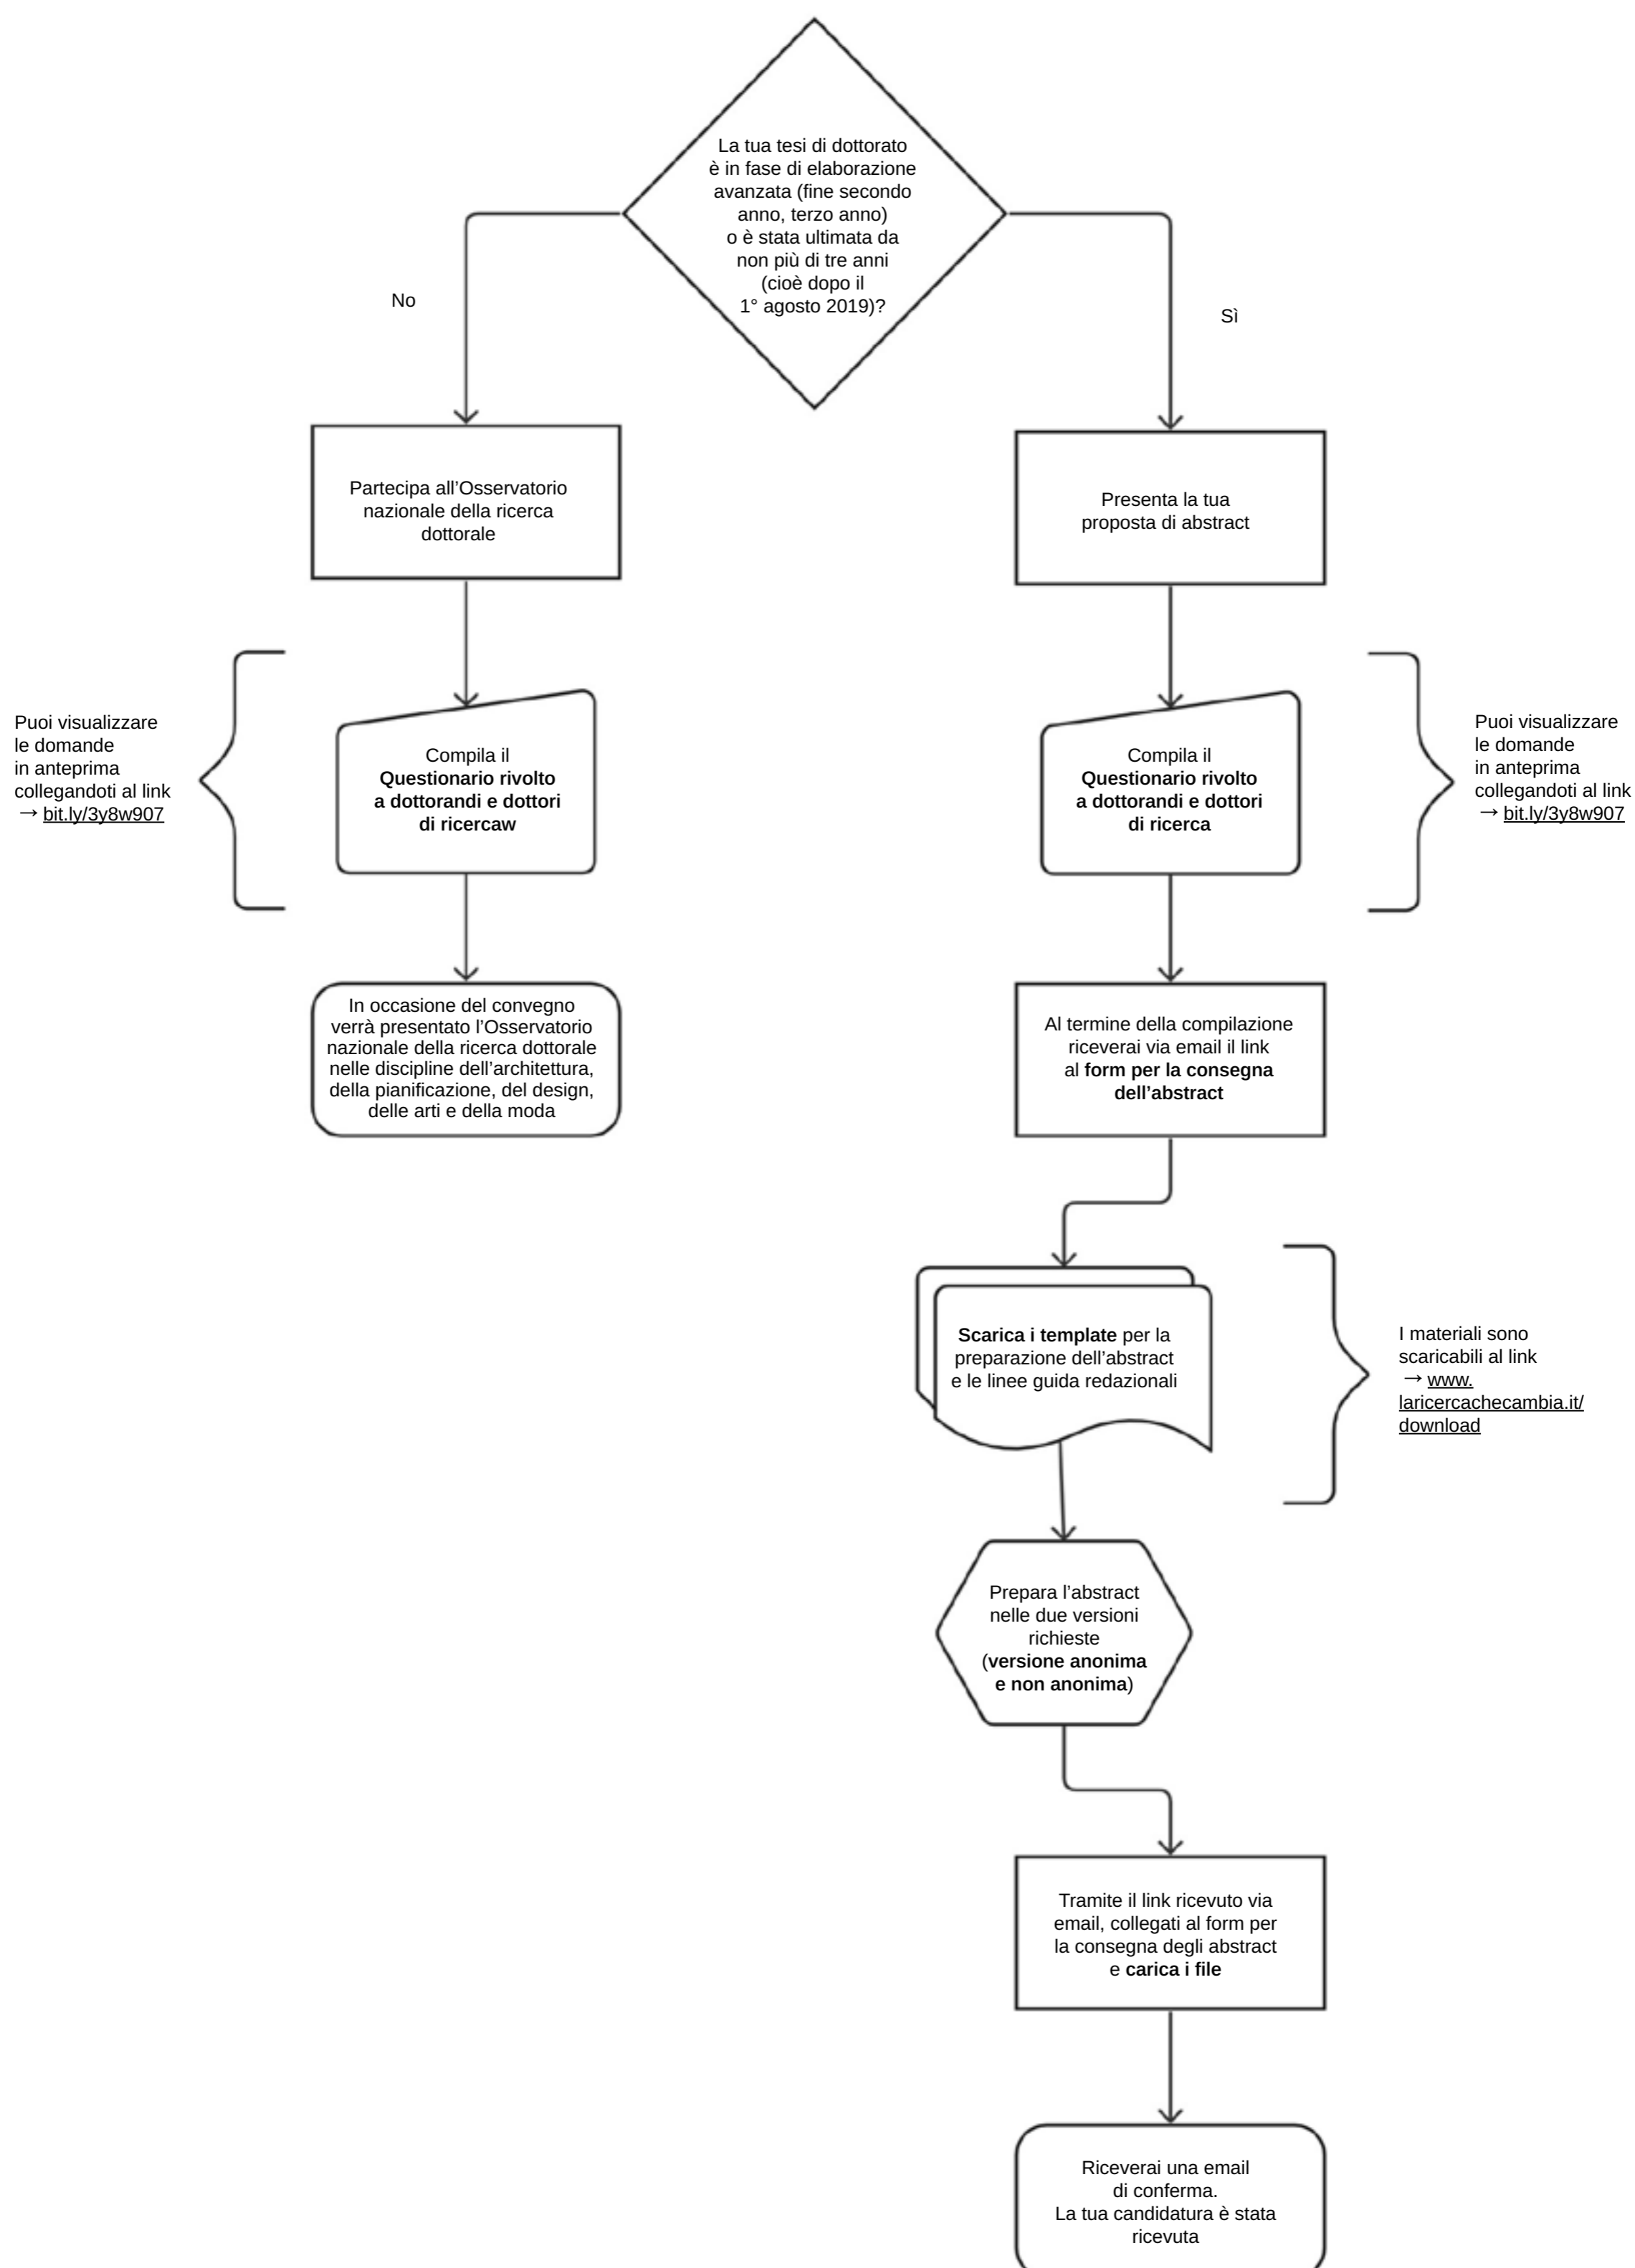 La tua tesi di dottorato
è in fase di elaborazione
avanzata (fine secondo
anno, terzo anno)
o è stata ultimata da
non più di tre anni
(cioè dopo il
1° agosto 2019)?
No
Sì
Partecipa all’Osservatorio
nazionale della ricerca
dottorale
Presenta la tua
proposta di abstract
Puoi visualizzare
le domande
in anteprima
collegandoti al link
→ bit.ly/3y8w907
Compila il
Questionario rivolto
a dottorandi e dottori
di ricercaw
Compila il
Questionario rivolto
a dottorandi e dottori
di ricerca
Puoi visualizzare
le domande
in anteprima
collegandoti al link
→ bit.ly/3y8w907
In occasione del convegno
verrà presentato l’Osservatorio
nazionale della ricerca dottorale
nelle discipline dell’architettura,
della pianificazione, del design,
delle arti e della moda
Al termine della compilazione
riceverai via email il link
al form per la consegna
dell’abstract
Scarica i template per la
preparazione dell’abstract
e le linee guida redazionali
I materiali sono
scaricabili al link
→ www.
laricercachecambia.it/
download
Prepara l’abstract
nelle due versioni
richieste
(versione anonima
e non anonima)
Tramite il link ricevuto via
email, collegati al form per
la consegna degli abstract
e carica i file
Riceverai una email
di conferma.
La tua candidatura è stata
ricevuta